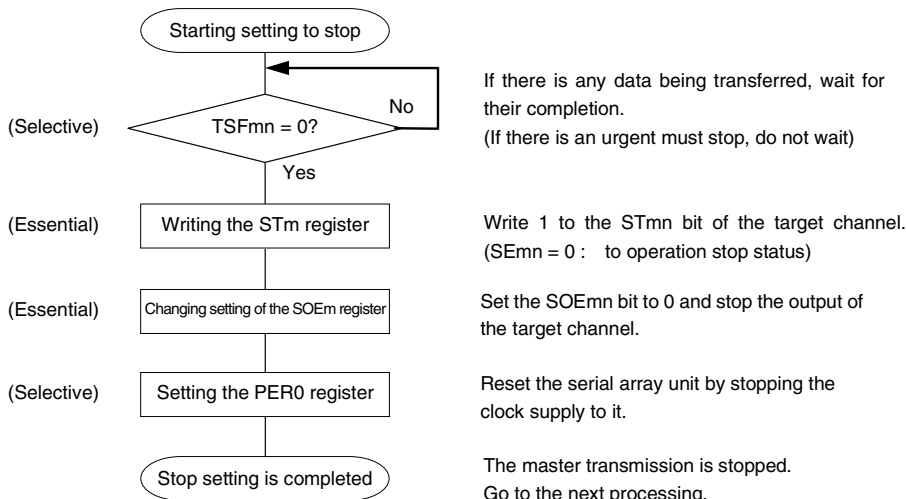 Starting setting to stop
If there is any data being transferred, wait for
their completion.
(If there is an urgent must stop, do not wait)
No
(Selective)
TSFmn = 0?
Yes
(Essential)
Writing the STm register
Write 1 to the STmn bit of the target channel.
(SEmn = 0 : to operation stop status)
(Essential)
Changing setting of the SOEm register
Set the SOEmn bit to 0 and stop the output of
the target channel.
(Selective)
Setting the PER0 register
Reset the serial array unit by stopping the
clock supply to it.
Stop setting is completed
The master transmission is stopped.
Go to the next processing.